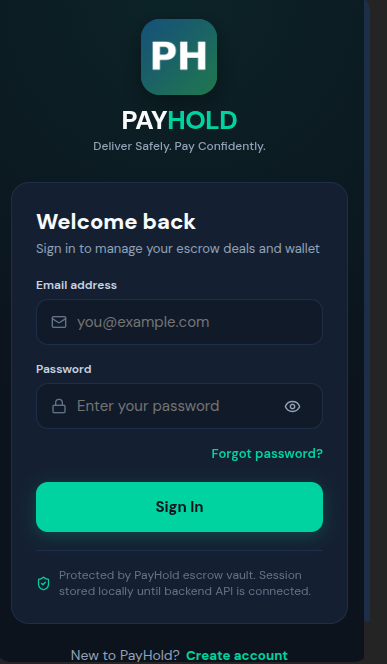 PH
PAYHOLD
Deliver Safely. Pay Confidently.
Welcome back
Sign in to manage your escrow deals and wallet
Email address
you@example.com
Password
Enter your password
Forgot password?
Sign In
Protected by PayHold escrow vault. Session
stored locally until backend API is connected.
New to PayHold? Create account